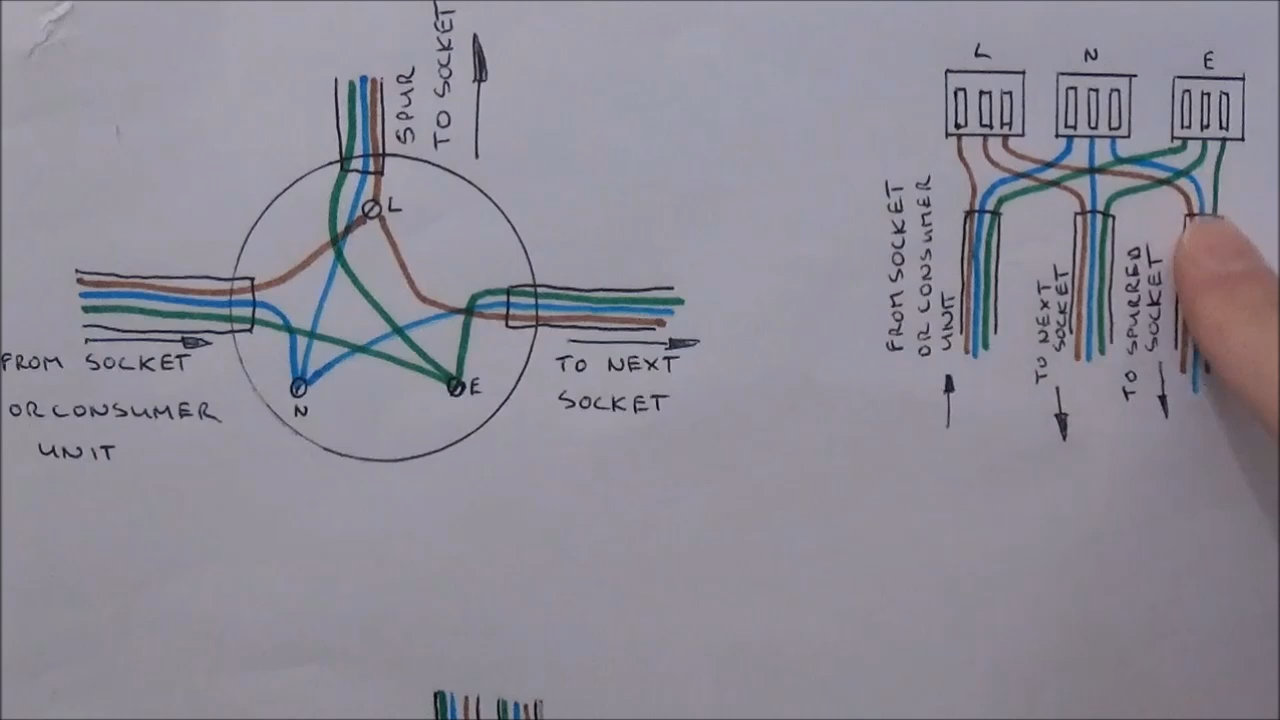 SPUR
TO SOCKET
L
N
E
FROM SOCKET
OR CONSUMER
UNIT
TO NEXT
SOCKET
L
N
E
FROM SOCKET
OR CONSUMER
UNIT
TO NEXT
SOCKET
TO SPURRED
SOCKET